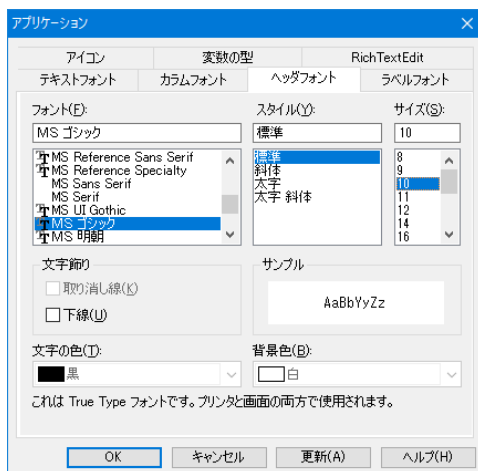 アプリケーション
アイコン 変数の型 RichTextEdit
テキストフォント カラムフォント ヘッダフォント ラベルフォント
フォント(F): スタイル(Y): サイズ(S):
MS ゴシック 標準 10
MS Reference Sans Serif 標準 8
MS Reference Specialty 斜体 9
MS Sans Serif 太字 10
MS Serif 太字 斜体 11
MS UI Gothic 12
MS ゴシック 14
MS 明朝 16
文字飾り サンプル
取り消し線(K)
AaBbYyZz
下線(U)
文字の色(T): 背景色(B):
黒 白
これは True Type フォントです。プリンタと画面の両方で使用されます。
OK キャンセル 更新(A) ヘルプ(H)